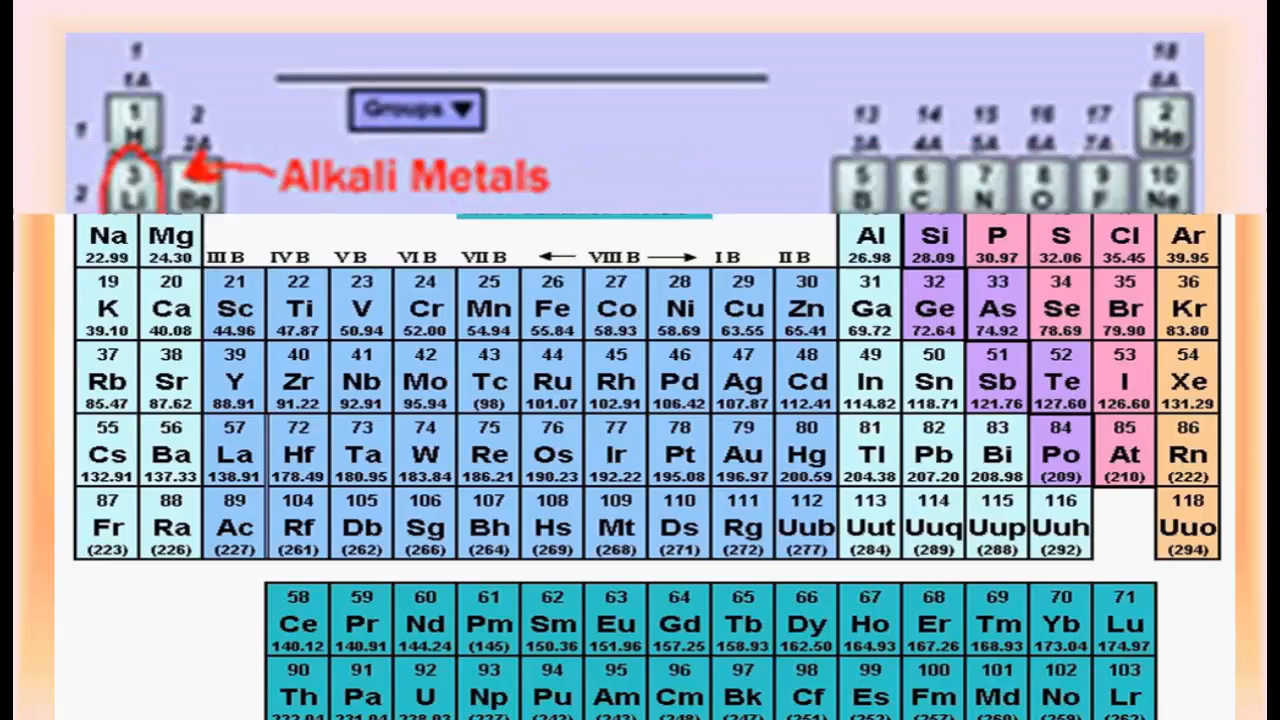 1 18
1A 8A
1 2 Groups ▼ 13 14 15 16 17 2
1 H 2A 3A 4A 5A 6A 7A He
3 Alkali Metals 5 6 7 8 9 10
2 Li Be B C N O F Ne
Na Mg Al Si P S Cl Ar
22.99 24.30 III B IV B V B VI B VII B ← VIII B → I B II B 26.98 28.09 30.97 32.06 35.45 39.95
19 20 21 22 23 24 25 26 27 28 29 30 31 32 33 34 35 36
K Ca Sc Ti V Cr Mn Fe Co Ni Cu Zn Ga Ge As Se Br Kr
39.10 40.08 44.96 47.87 50.94 52.00 54.94 55.84 58.93 58.69 63.55 65.41 69.72 72.64 74.92 78.69 79.90 83.80
37 38 39 40 41 42 43 44 45 46 47 48 49 50 51 52 53 54
Rb Sr Y Zr Nb Mo Tc Ru Rh Pd Ag Cd In Sn Sb Te I Xe
85.47 87.62 88.91 91.22 92.91 95.94 (98) 101.07 102.91 106.42 107.87 112.41 114.82 118.71 121.76 127.60 126.60 131.29
55 56 57 72 73 74 75 76 77 78 79 80 81 82 83 84 85 86
Cs Ba La Hf Ta W Re Os Ir Pt Au Hg Tl Pb Bi Po At Rn
132.91 137.33 138.91 178.49 180.95 183.84 186.21 190.23 192.22 195.08 196.97 200.59 204.38 207.20 208.98 (209) (210) (222)
87 88 89 104 105 106 107 108 109 110 111 112 113 114 115 116 118
Fr Ra Ac Rf Db Sg Bh Hs Mt Ds Rg Uub Uut Uuq Uup Uuh Uuo
(223) (226) (227) (261) (262) (266) (264) (269) (268) (271) (272) (277) (284) (289) (288) (292) (294)
58 59 60 61 62 63 64 65 66 67 68 69 70 71
Ce Pr Nd Pm Sm Eu Gd Tb Dy Ho Er Tm Yb Lu
140.12 140.91 144.24 (145) 150.36 151.96 157.25 158.93 162.50 164.93 167.26 168.93 173.04 174.97
90 91 92 93 94 95 96 97 98 99 100 101 102 103
Th Pa U Np Pu Am Cm Bk Cf Es Fm Md No Lr